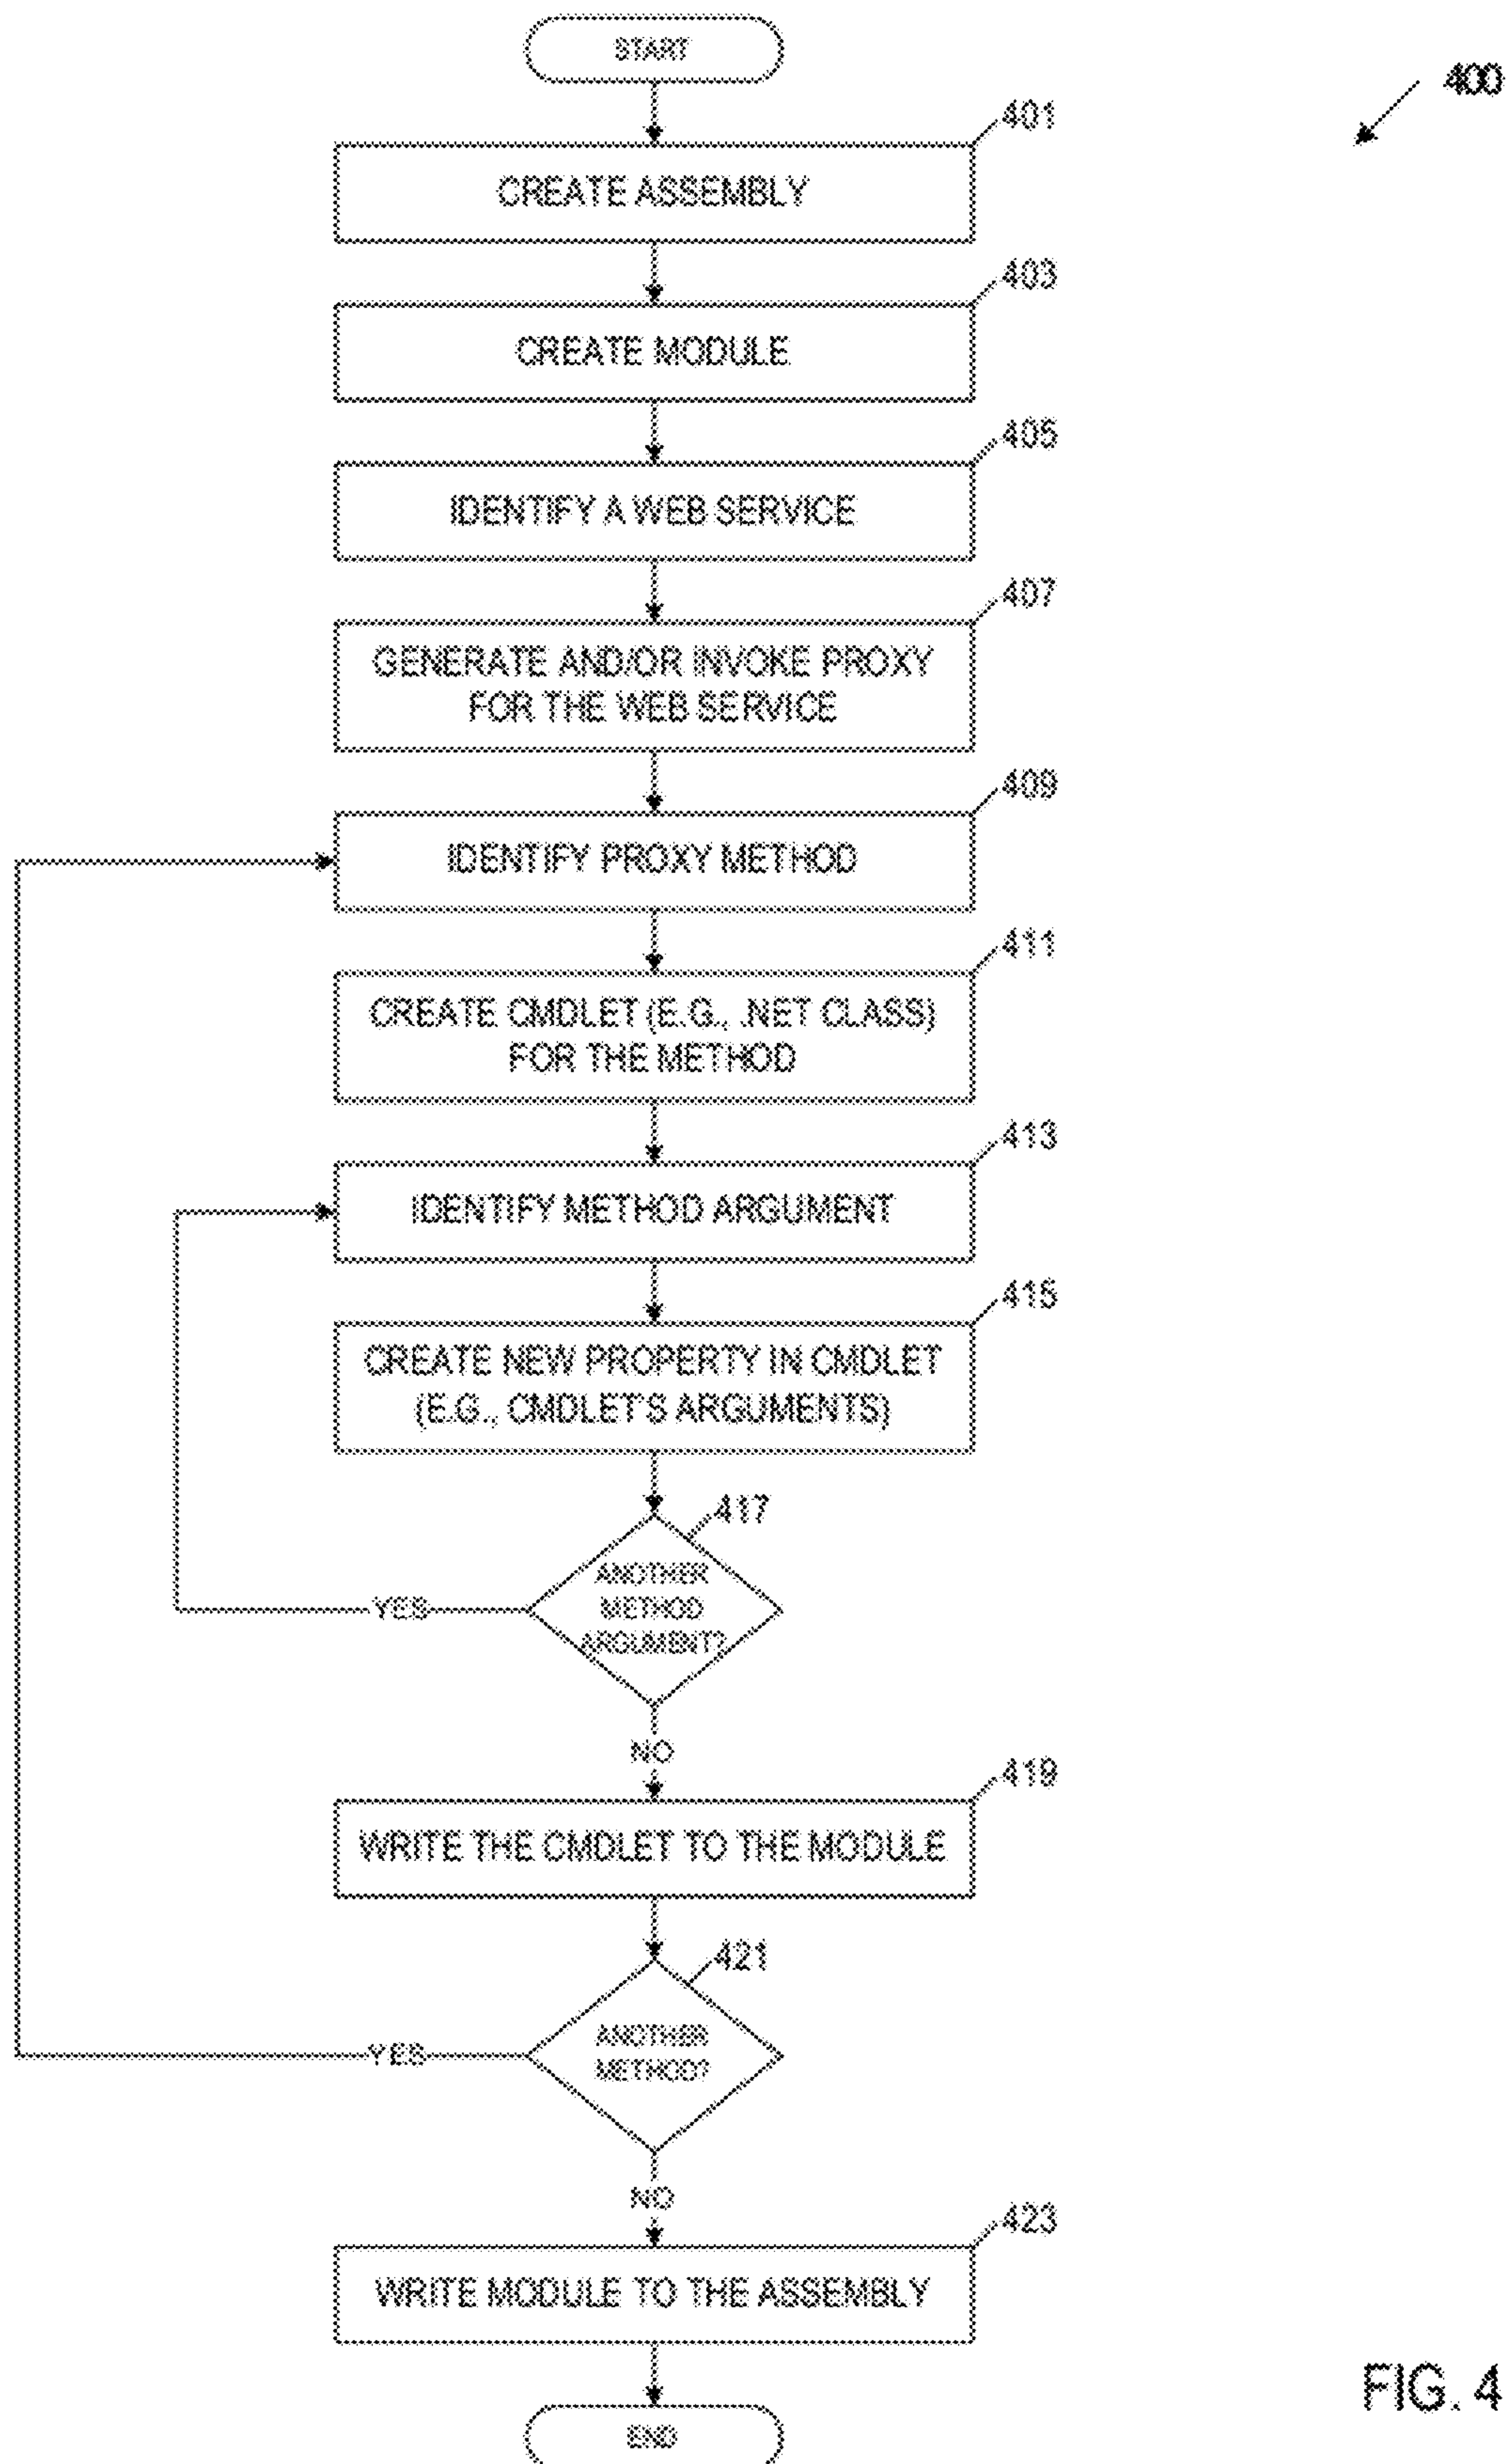 START
400
401
CREATE ASSEMBLY
403
CREATE MODULE
405
IDENTIFY A WEB SERVICE
407
GENERATE AND/OR INVOKE PROXY
FOR THE WEB SERVICE
409
IDENTIFY PROXY METHOD
411
CREATE CMDLET (E.G., .NET CLASS)
FOR THE METHOD
413
IDENTIFY METHOD ARGUMENT
415
CREATE NEW PROPERTY IN CMDLET
(E.G., CMDLET'S ARGUMENTS)
417
ANOTHER
METHOD
ARGUMENT?
YES
NO
419
WRITE THE CMDLET TO THE MODULE
421
ANOTHER
METHOD?
YES
NO
423
WRITE MODULE TO THE ASSEMBLY
END
FIG. 4